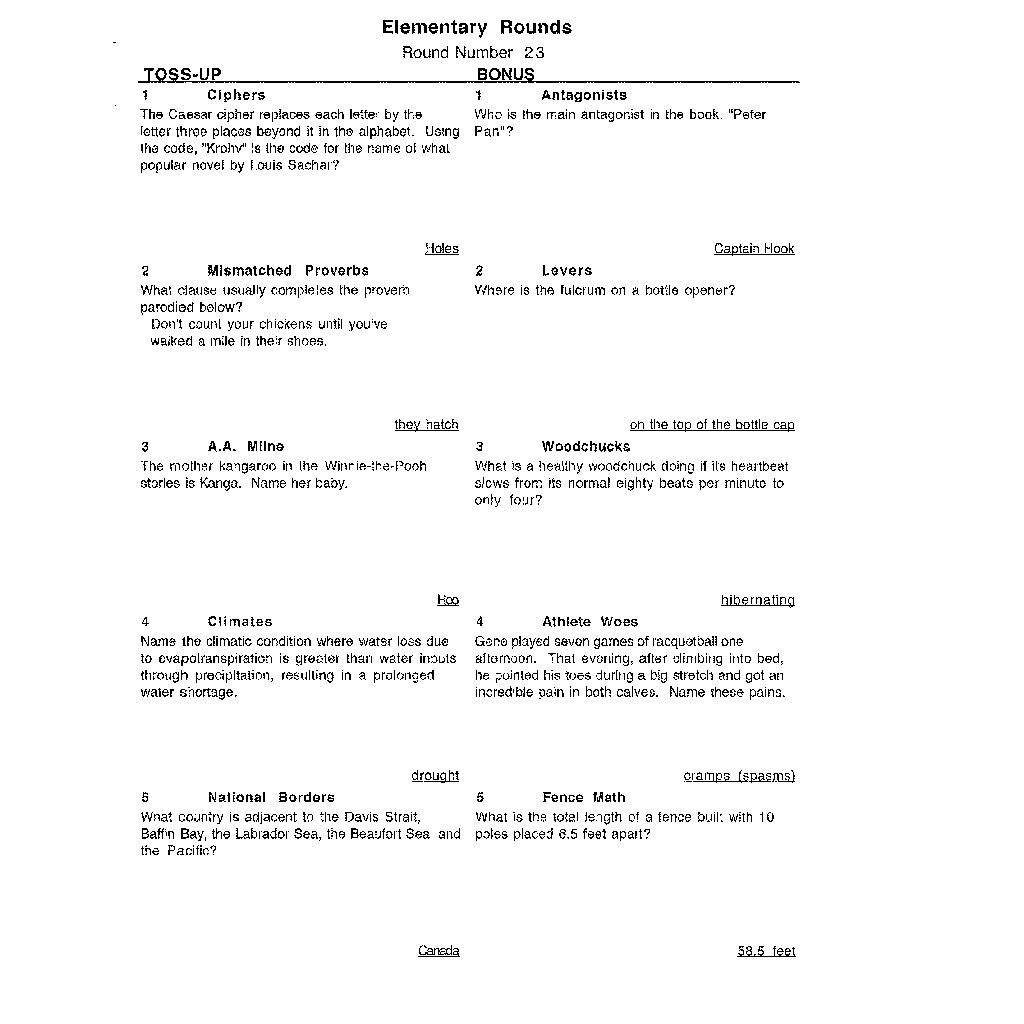 Elementary Rounds
Round Number 23
TOSS-UP
BONUS
1 Ciphers
The Caesar cipher replaces each letter by the
letter three places beyond it in the alphabet. Using
the code, "Krohv" is the code for the name of what
popular novel by Louis Sachar?
Holes
1 Antagonists
Who is the main antagonist in the book, "Peter
Pan"?
Captain Hook
2 Mismatched Proverbs
What clause usually completes the proverb
parodied below?
Don't count your chickens until you've
walked a mile in their shoes.
they hatch
2 Levers
Where is the fulcrum on a bottle opener?
on the top of the bottle cap
3 A.A. Milne
The mother kangaroo in the Winnie-the-Pooh
stories is Kanga. Name her baby.
Roo
3 Woodchucks
What is a healthy woodchuck doing if its heartbeat
slows from its normal eighty beats per minute to
only four?
hibernating
4 Climates
Name the climatic condition where water loss due
to evapotranspiration is greater than water inputs
through precipitation, resulting in a prolonged
water shortage.
drought
4 Athlete Woes
Gene played seven games of racquetball one
afternoon. That evening, after climbing into bed,
he pointed his toes during a big stretch and got an
incredible pain in both calves. Name these pains.
cramps (spasms)
5 National Borders
What country is adjacent to the Davis Strait,
Baffin Bay, the Labrador Sea, the Beaufort Sea and
the Pacific?
Canada
5 Fence Math
What is the total length of a fence built with 10
poles placed 6.5 feet apart?
58.5 feet